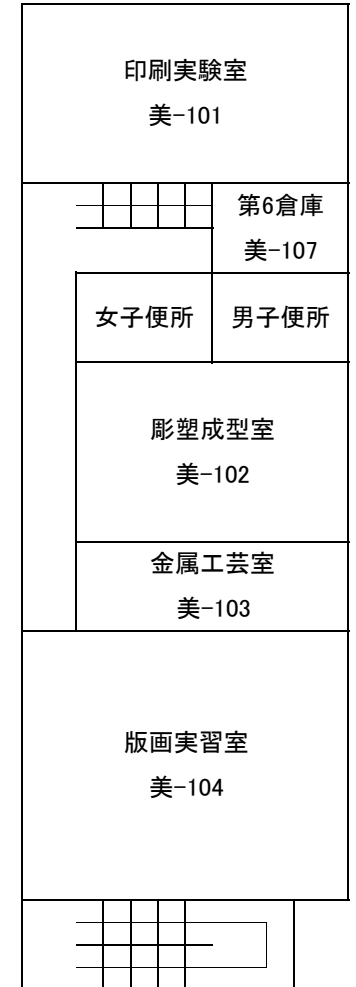 印刷実験室
美-101
第6倉庫
美-107
女子便所
男子便所
彫塑成型室
美-102
金属工芸室
美-103
版画実習室
美-104